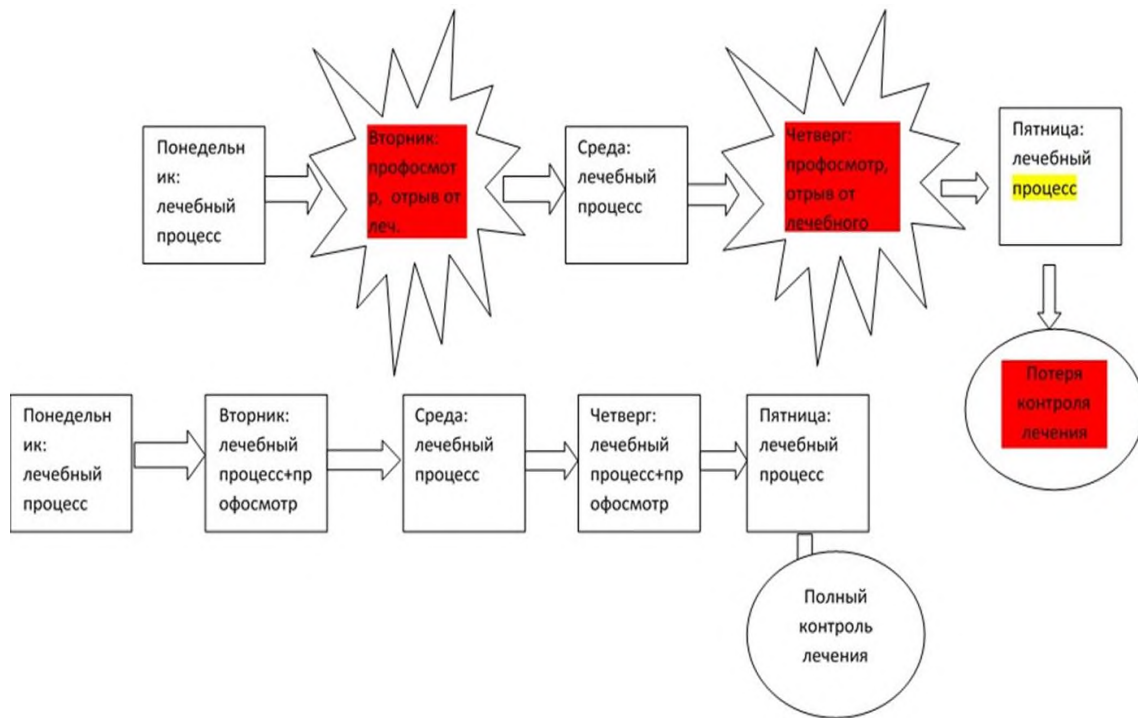 Понедельн
ик:
лечебный
процесс
Вторник:
профосмот
р, отрыв от
леч.
Среда:
лечебный
процесс
Четверг:
профосмотр,
отрыв от
лечебного
Пятница:
лечебный
процесс
Потеря
контроля
лечения
Понедельн
ик:
лечебный
процесс
Вторник:
лечебный
процесс+пр
офосмотр
Среда:
лечебный
процесс
Четверг:
лечебный
процесс+пр
офосмотр
Пятница:
лечебный
процесс
Полный
контроль
лечения